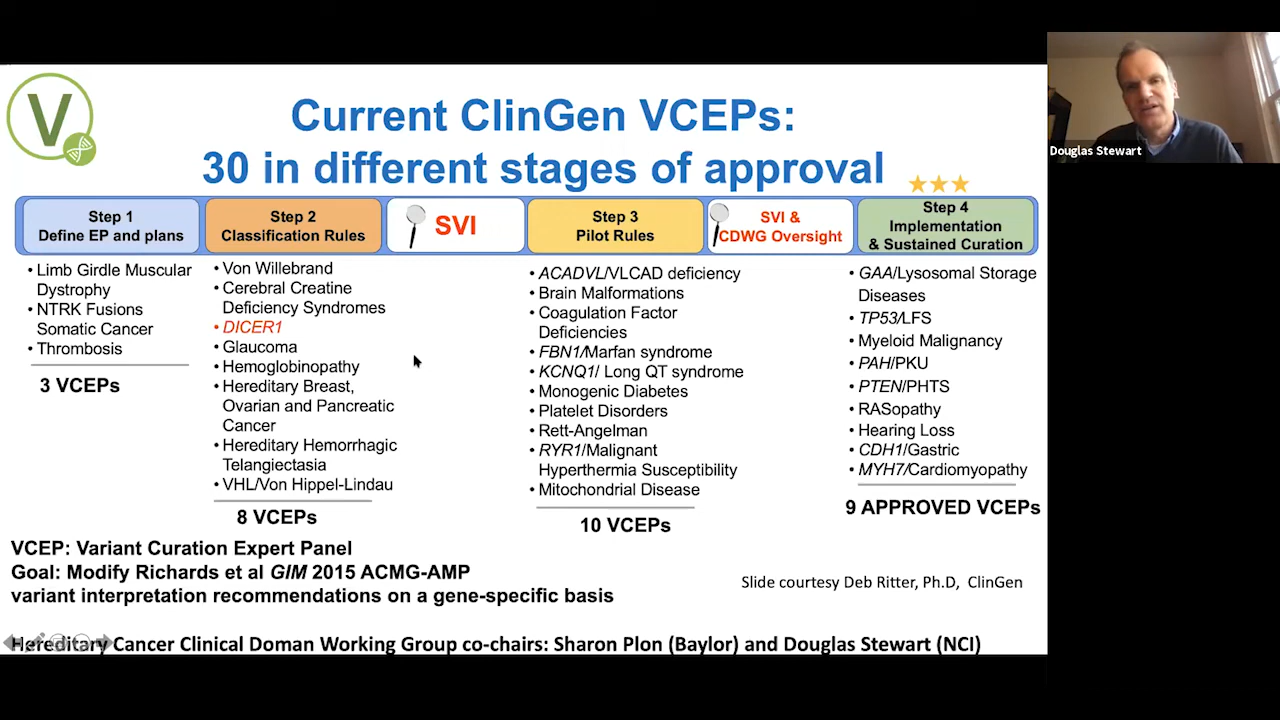 V
Current ClinGen VCEPs:
30 in different stages of approval
Step 1
Define EP and plans
Step 2
Classification Rules
SVI
Step 3
Pilot Rules
SVI &
CDWG Oversight
Step 4
Implementation
& Sustained Curation
• Limb Girdle Muscular
Dystrophy
• NTRK Fusions
Somatic Cancer
• Thrombosis
3 VCEPs
• Von Willebrand
• Cerebral Creatine
Deficiency Syndromes
• DICER1
• Glaucoma
• Hemoglobinopathy
• Hereditary Breast,
Ovarian and Pancreatic
Cancer
• Hereditary Hemorrhagic
Telangiectasia
• VHL/Von Hippel-Lindau
8 VCEPs
• ACADVL/VLCAD deficiency
• Brain Malformations
• Coagulation Factor
Deficiencies
• FBN1/Marfan syndrome
• KCNQ1/ Long QT syndrome
• Monogenic Diabetes
• Platelet Disorders
• Rett-Angelman
• RYR1/Malignant
Hyperthermia Susceptibility
• Mitochondrial Disease
10 VCEPs
• GAA/Lysosomal Storage
Diseases
• TP53/LFS
• Myeloid Malignancy
• PAH/PKU
• PTEN/PHTS
• RASopathy
• Hearing Loss
• CDH1/Gastric
• MYH7/Cardiomyopathy
9 APPROVED VCEPs
VCEP: Variant Curation Expert Panel
Goal: Modify Richards et al GIM 2015 ACMG-AMP
variant interpretation recommendations on a gene-specific basis
Slide courtesy Deb Ritter, Ph.D, ClinGen
Hereditary Cancer Clinical Doman Working Group co-chairs: Sharon Plon (Baylor) and Douglas Stewart (NCI)
Douglas Stewart